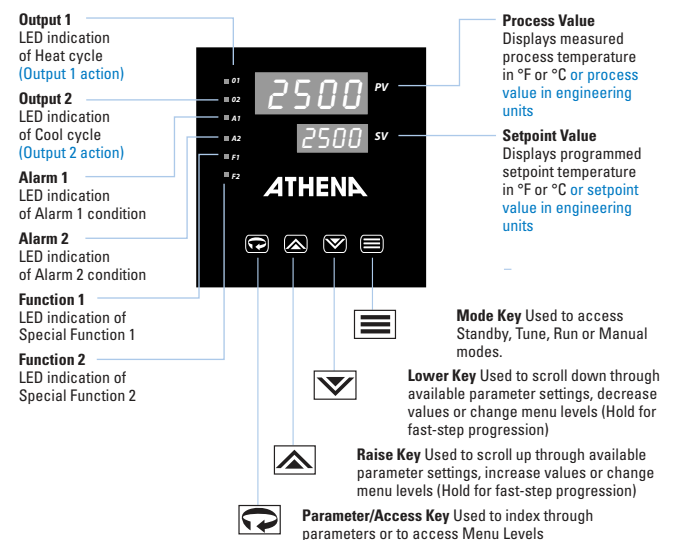 Output 1
LED indication
of Heat cycle
(Output 1 action)
Output 2
LED indication
of Cool cycle
(Output 2 action)
Alarm 1
LED indication
of Alarm 1 condition
Alarm 2
LED indication
of Alarm 2 condition
Function 1
LED indication of
Special Function 1
Function 2
LED indication of
Special Function 2
01
02
A1
A2
F1
F2
2500 PV
2500 SV
ATHENA
Process Value
Displays measured
process temperature
in °F or °C or process
value in engineering
units
Setpoint Value
Displays programmed
setpoint temperature
in °F or °C or setpoint
value in engineering
units
Mode Key Used to access
Standby, Tune, Run or Manual
modes.
Lower Key Used to scroll down through
available parameter settings, decrease
values or change menu levels (Hold for
fast-step progression)
Raise Key Used to scroll up through available
parameter settings, increase values or change
menu levels (Hold for fast-step progression)
Parameter/Access Key Used to index through
parameters or to access Menu Levels